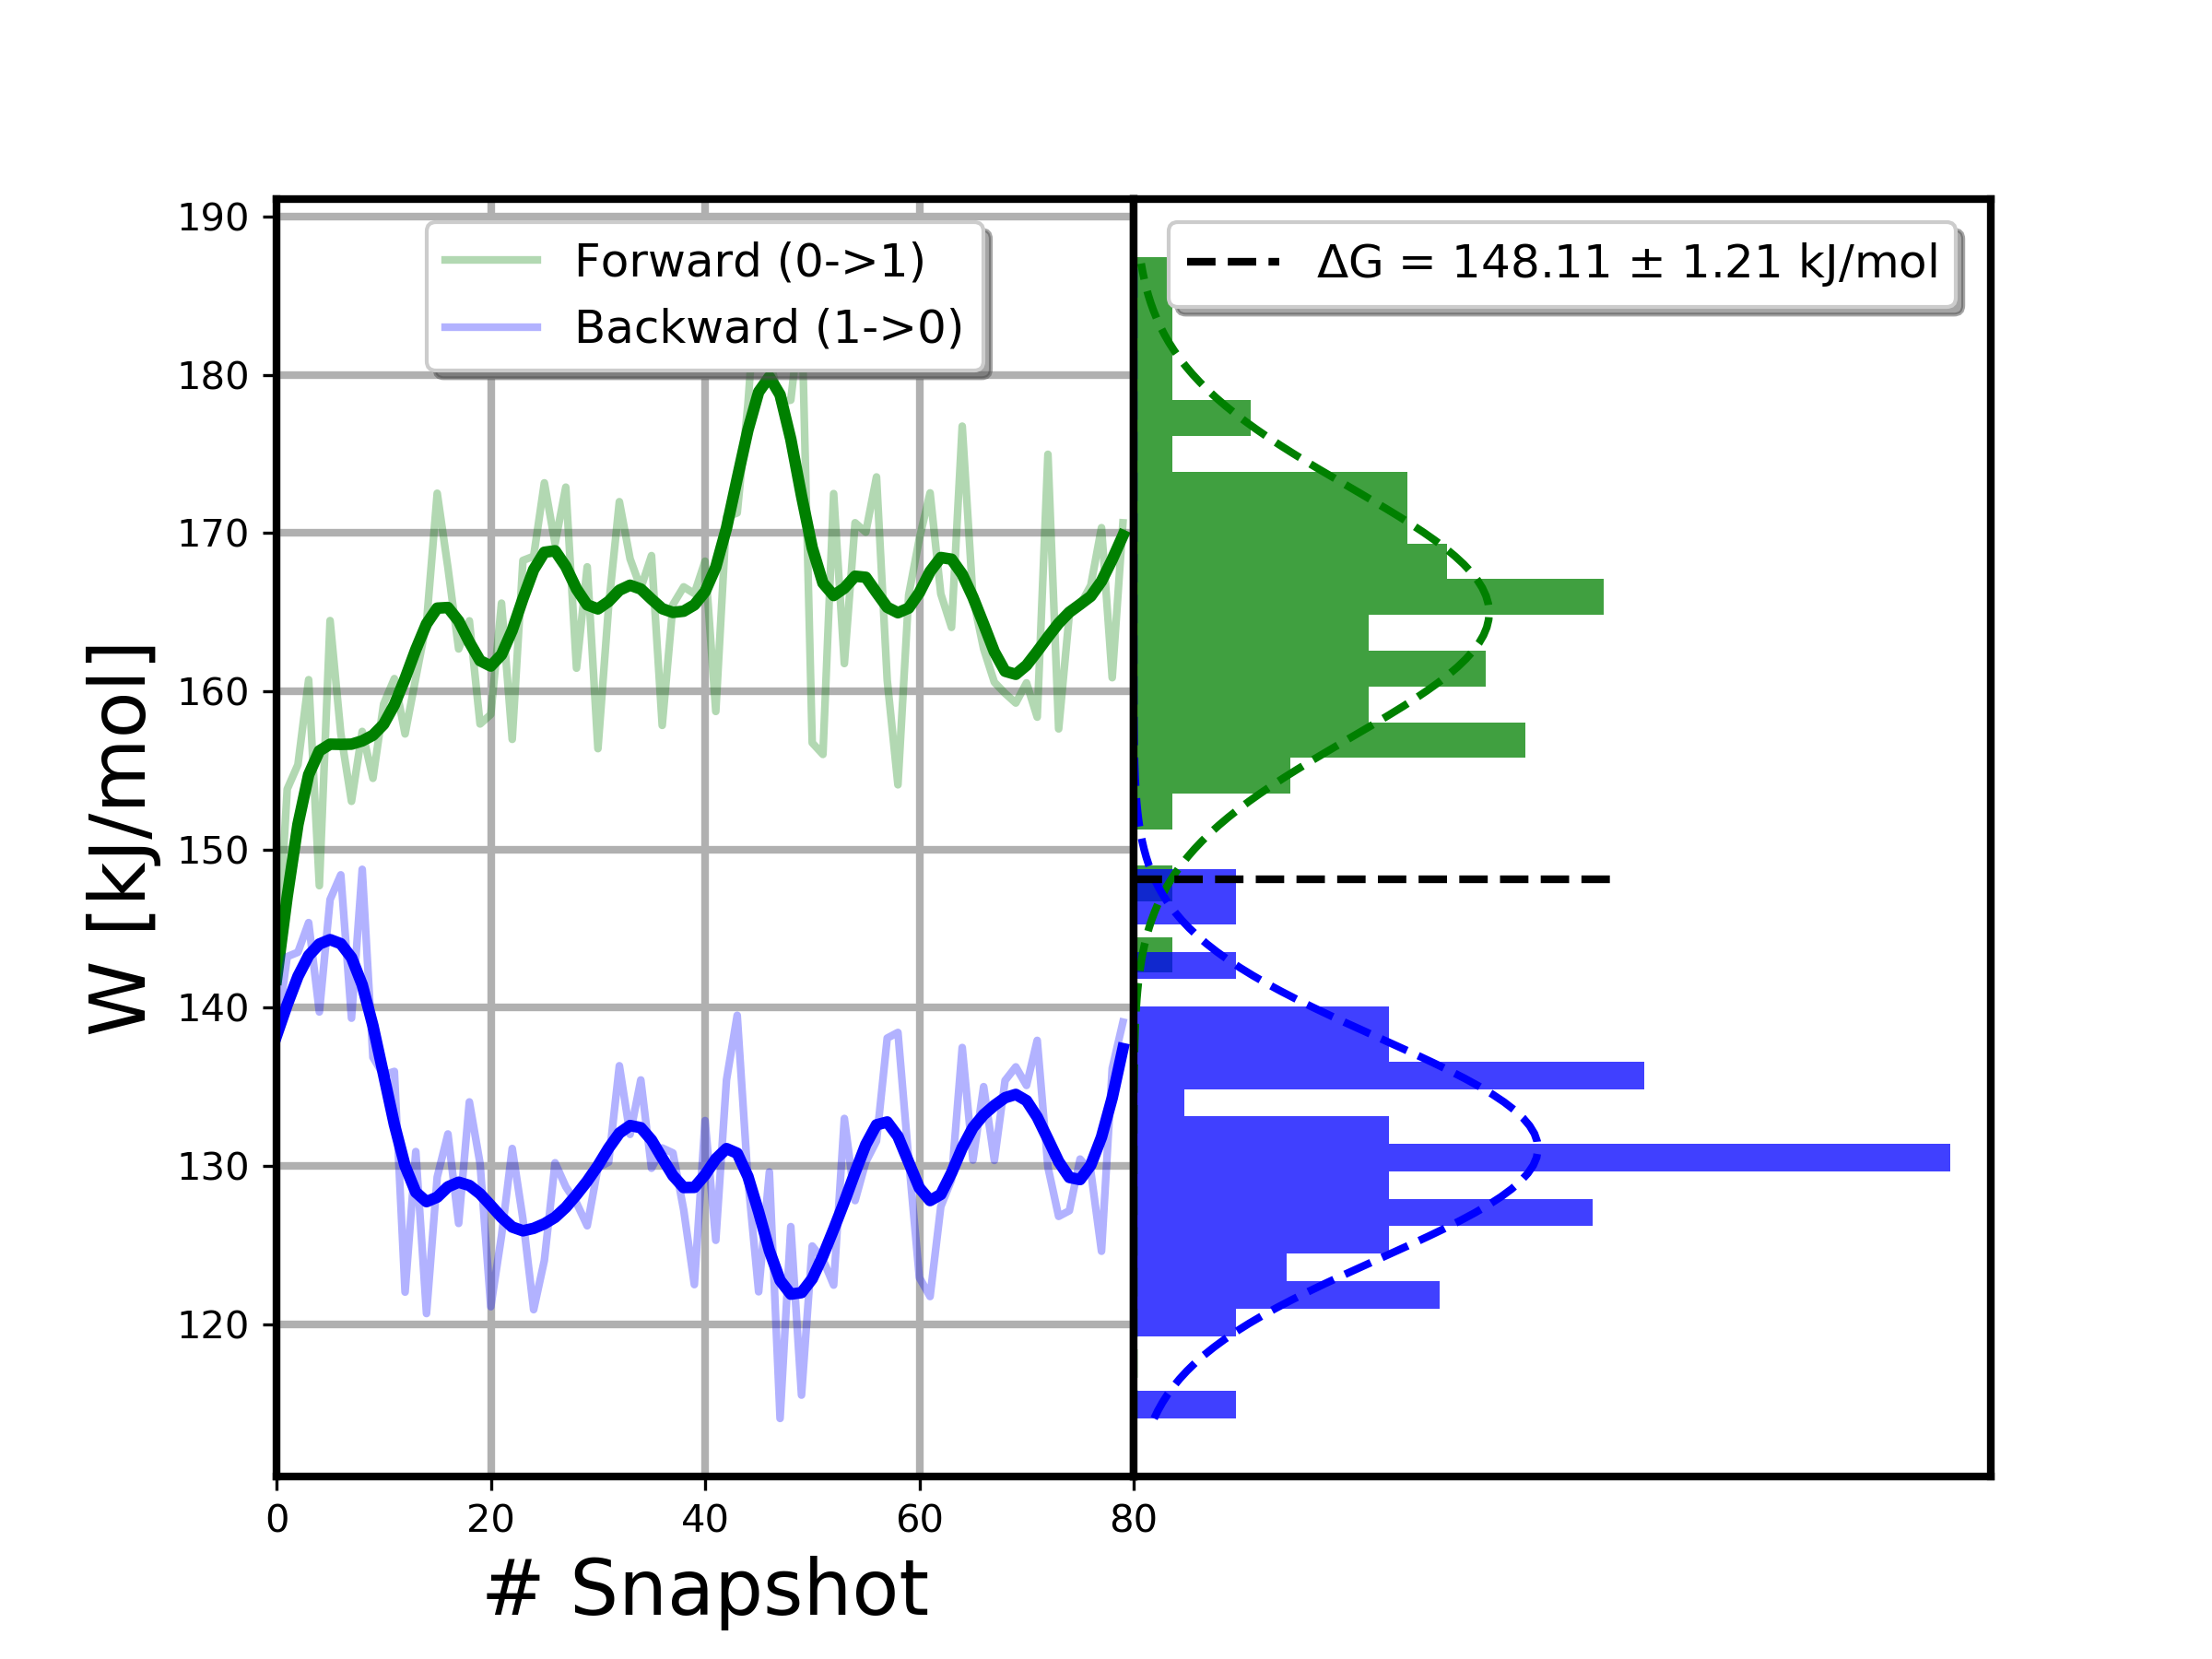 W [kJ/mol]
190
180
170
160
150
140
130
120
Forward (0->1)
Backward (1->0)
ΔG = 148.11 ± 1.21 kJ/mol
0 20 40 60 80
# Snapshot